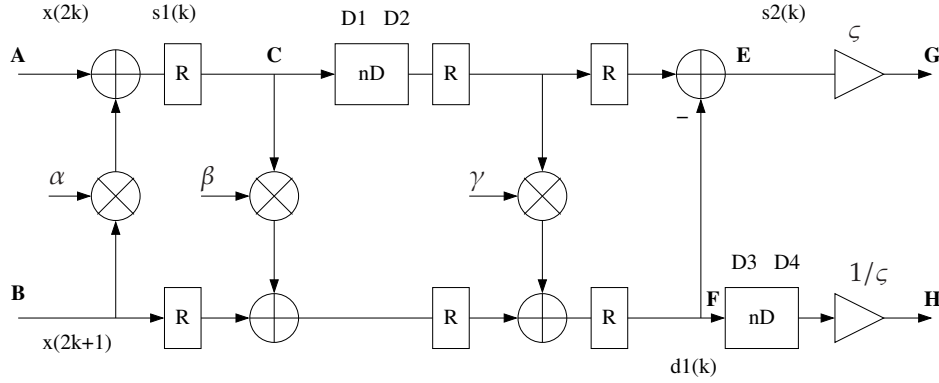 x(2k) s1(k) D1 D2 s2(k) ς
A C E G
R nD R R
−
α β γ
B D3 D4 1/ς
F H
R R R nD
x(2k+1) d1(k)